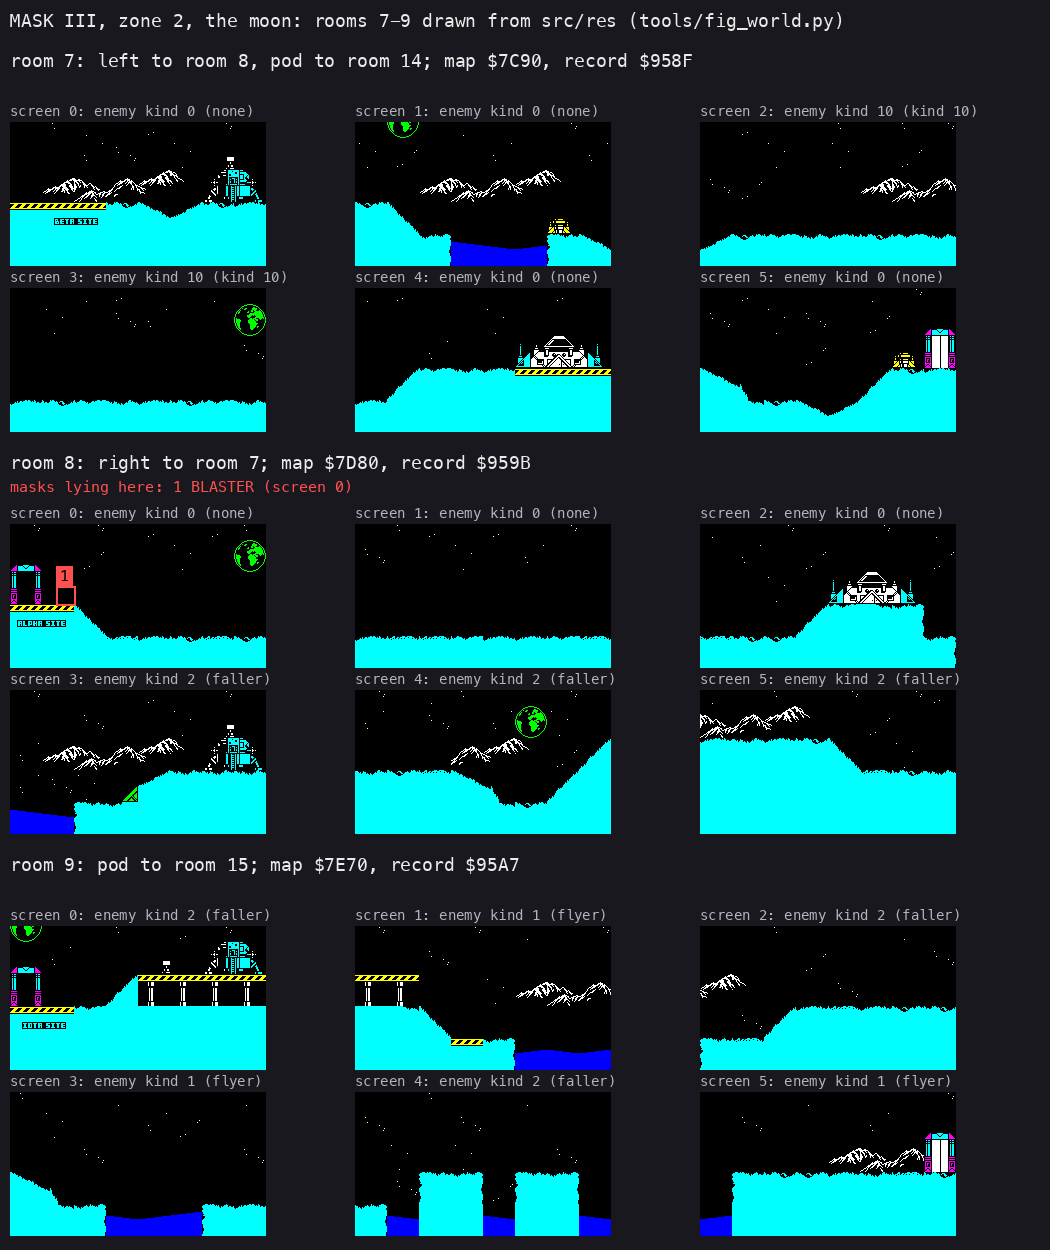 MASK III, zone 2, the moon: rooms 7–9 drawn from src/res (tools/fig_world.py)
room 7: left to room 8, pod to room 14; map $7C90, record $958F
screen 0: enemy kind 0 (none)
screen 1: enemy kind 0 (none)
screen 2: enemy kind 10 (kind 10)
BETA SITE
screen 3: enemy kind 10 (kind 10)
screen 4: enemy kind 0 (none)
screen 5: enemy kind 0 (none)
room 8: right to room 7; map $7D80, record $959B
masks lying here: 1 BLASTER (screen 0)
screen 0: enemy kind 0 (none)
screen 1: enemy kind 0 (none)
screen 2: enemy kind 0 (none)
1
ALPHA SITE
screen 3: enemy kind 2 (faller)
screen 4: enemy kind 2 (faller)
screen 5: enemy kind 2 (faller)
room 9: pod to room 15; map $7E70, record $95A7
screen 0: enemy kind 2 (faller)
screen 1: enemy kind 1 (flyer)
screen 2: enemy kind 2 (faller)
IOTA SITE
screen 3: enemy kind 1 (flyer)
screen 4: enemy kind 2 (faller)
screen 5: enemy kind 1 (flyer)